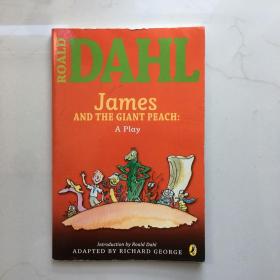 ROALD
DAHL
James
AND THE GIANT PEACH:
A Play
Introduction by Roald Dahl
ADAPTED BY RICHARD GEORGE